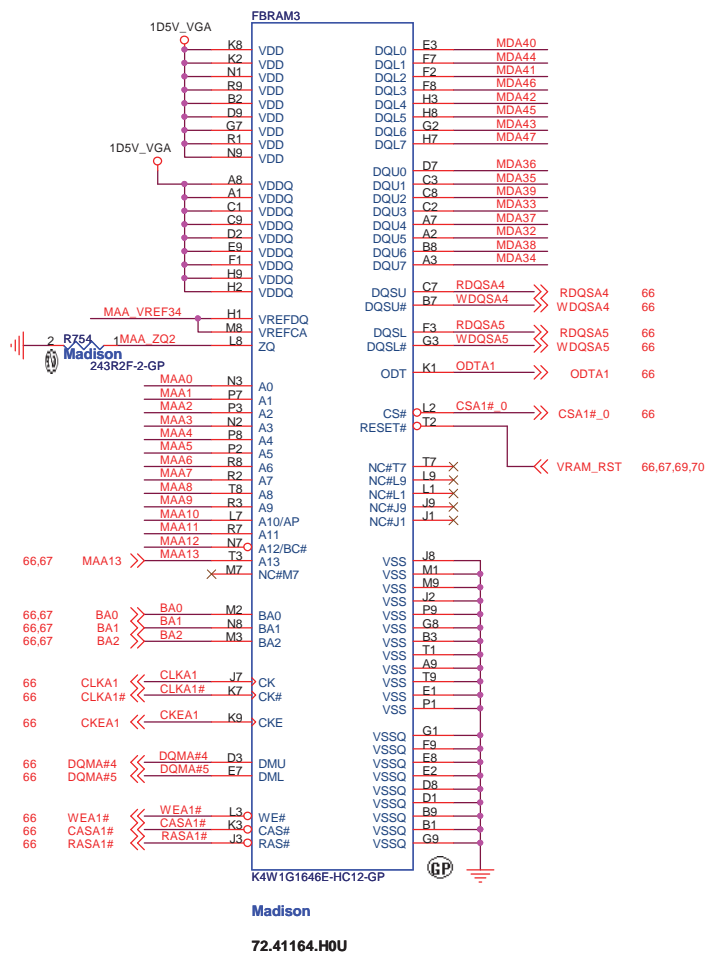 FBRAM3
1D5V_VGA
K8 VDD
K2 VDD
N1 VDD
R9 VDD
B2 VDD
D9 VDD
G7 VDD
R1 VDD
N9 VDD
1D5V_VGA
A8 VDDQ
A1 VDDQ
C1 VDDQ
C9 VDDQ
D2 VDDQ
E9 VDDQ
F1 VDDQ
H9 VDDQ
H2 VDDQ
MAA_VREF34 H1 VREFDQ
M8 VREFCA
2 R754 1 MAA_ZQ2 L8 ZQ
Madison
243R2F-2-GP
MAA0 N3 A0
MAA1 P7 A1
MAA2 P3 A2
MAA3 N2 A3
MAA4 P8 A4
MAA5 P2 A5
MAA6 R8 A6
MAA7 R2 A7
MAA8 T8 A8
MAA9 R3 A9
MAA10 L7 A10/AP
MAA11 R7 A11
MAA12 N7 A12/BC#
66,67 MAA13 MAA13 T3 A13
M7 NC#M7
66,67 BA0 BA0 M2 BA0
66,67 BA1 BA1 N8 BA1
66,67 BA2 BA2 M3 BA2
66 CLKA1 CLKA1 J7 CK
66 CLKA1# CLKA1# K7 CK#
66 CKEA1 CKEA1 K9 CKE
66 DQMA#4 DQMA#4 D3 DMU
66 DQMA#5 DQMA#5 E7 DML
66 WEA1# WEA1# L3 WE#
66 CASA1# CASA1# K3 CAS#
66 RASA1# RASA1# J3 RAS#
DQL0 E3 MDA40
DQL1 F7 MDA44
DQL2 F2 MDA41
DQL3 F8 MDA46
DQL4 H3 MDA42
DQL5 H8 MDA45
DQL6 G2 MDA43
DQL7 H7 MDA47
DQU0 D7 MDA36
DQU1 C3 MDA35
DQU2 C8 MDA39
DQU3 C2 MDA33
DQU4 A7 MDA37
DQU5 A2 MDA32
DQU6 B8 MDA38
DQU7 A3 MDA34
DQSU C7 RDQSA4 RDQSA4 66
DQSU# B7 WDQSA4 WDQSA4 66
DQSL F3 RDQSA5 RDQSA5 66
DQSL# G3 WDQSA5 WDQSA5 66
ODT K1 ODTA1 ODTA1 66
CS# L2 CSA1#_0 CSA1#_0 66
RESET# T2
VRAM_RST 66,67,69,70
NC#T7 T7
NC#L9 L9
NC#L1 L1
NC#J9 J9
NC#J1 J1
VSS J8
VSS M1
VSS M9
VSS J2
VSS P9
VSS G8
VSS B3
VSS T1
VSS A9
VSS T9
VSS E1
VSS P1
VSSQ G1
VSSQ F9
VSSQ E8
VSSQ E2
VSSQ D8
VSSQ D1
VSSQ B9
VSSQ B1
VSSQ G9
GP
K4W1G1646E-HC12-GP
Madison
72.41164.H0U